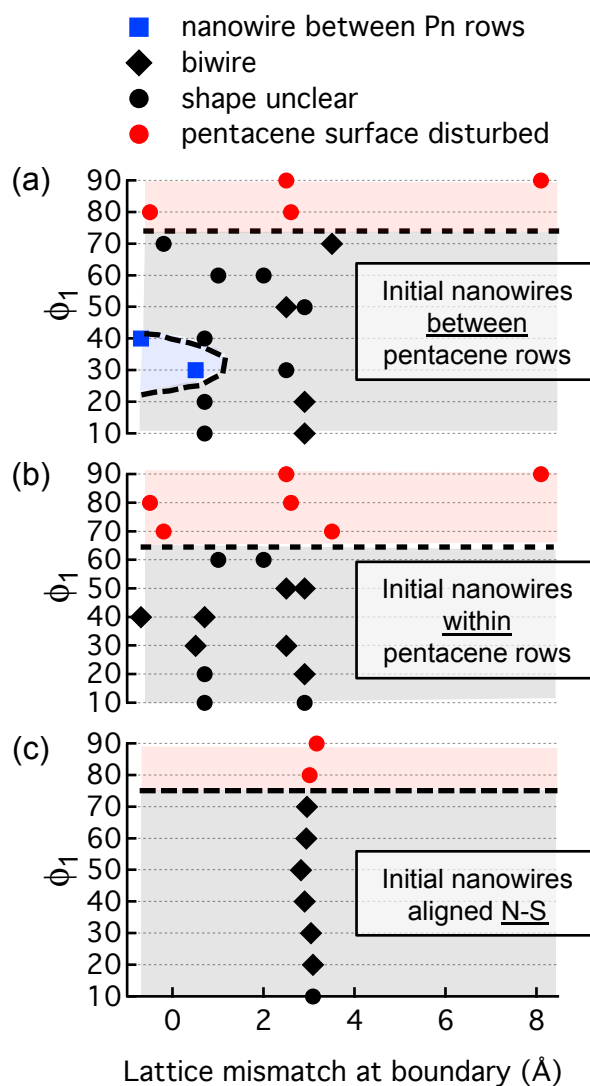 nanowire between Pn rows
biwire
shape unclear
pentacene surface disturbed
(a)
90
80
70
60
50
40
30
20
10
ϕ1
Initial nanowires
between
pentacene rows
(b)
90
80
70
60
50
40
30
20
10
ϕ1
Initial nanowires
within
pentacene rows
(c)
90
80
70
60
50
40
30
20
10
ϕ1
Initial nanowires
aligned N-S
0 2 4 6 8
Lattice mismatch at boundary (Å)